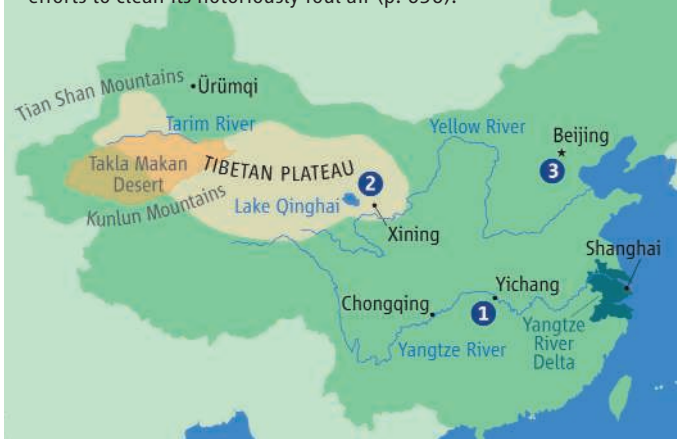 efforts to clean its notoriously foul air (p. 656).
Tian Shan Mountains
Ürümqi
Tarim River
Takla Makan
Desert
TIBETAN PLATEAU
Kunlun Mountains
Lake Qinghai
2
Xining
Yellow River
Beijing
3
Shanghai
Yichang
Chongqing
1
Yangtze River
Yangtze
River
Delta